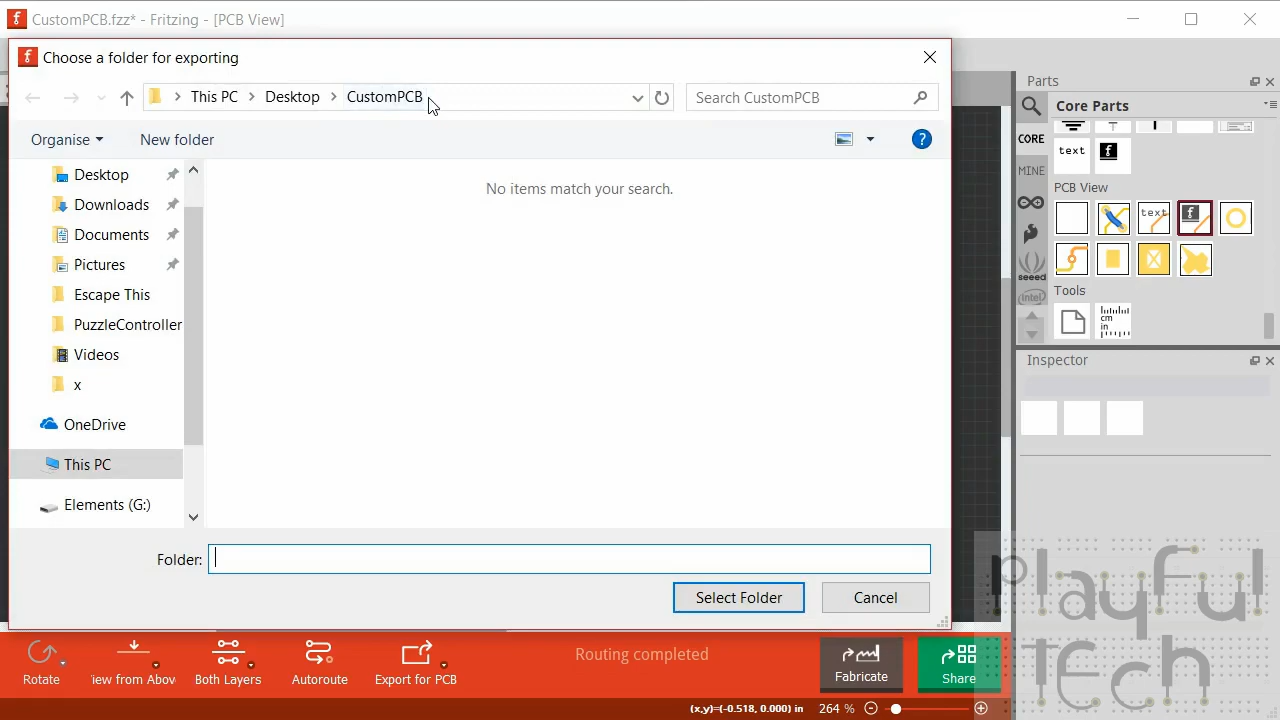 CustomPCB.fzz* - Fritzing - [PCB View]
Choose a folder for exporting
This PC > Desktop > CustomPCB
Search CustomPCB
Organise
New folder
No items match your search.
Desktop
Downloads
Documents
Pictures
Escape This
PuzzleController
Videos
x
OneDrive
This PC
Elements (G:)
Folder:
Select Folder
Cancel
Parts
Core Parts
CORE
MINE
seeed
intel
text
PCB View
text
Tools
cm
in
Inspector
Playful
Tech
Rotate
View from Abov
Both Layers
Autoroute
Export for PCB
Routing completed
Fabricate
Share
(x,y)=(-0.518, 0.000) in
264 %